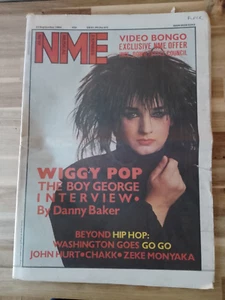 NME
VIDEO BONGO
EXCLUSIVE NME OFFER
COUNCIL
WIGGY POP
THE BOY GEORGE
INTERVIEW •
By Danny Baker
BEYOND HIP HOP:
WASHINGTON GOES GO GO
JOHN HURT • CHAKK • ZEKE MONYAKA